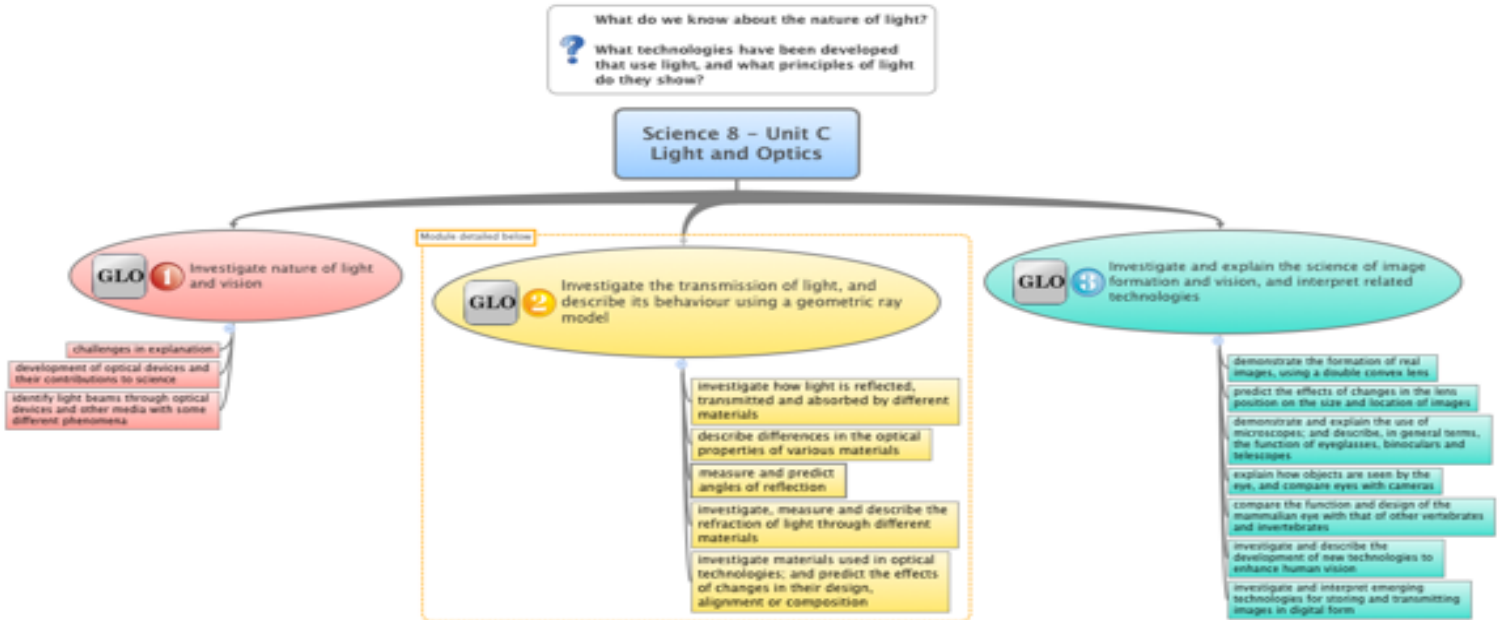 What do we know about the nature of light?
What technologies have been developed
that use light, and what principles of light
do they show?
Science 8 – Unit C
Light and Optics
GLO 1
Investigate nature of light
and vision
challenges in explanation
development of optical devices and
their contributions to science
identify light beams through optical
devices and other media with some
different phenomena
Module detailed below
GLO 2
Investigate the transmission of light, and
describe its behaviour using a geometric ray
model
investigate how light is reflected,
transmitted and absorbed by different
materials
describe differences in the optical
properties of various materials
measure and predict
angles of reflection
investigate, measure and describe the
refraction of light through different
materials
investigate materials used in optical
technologies; and predict the effects
of changes in their design,
alignment or composition
GLO 3
Investigate and explain the science of image
formation and vision, and interpret related
technologies
demonstrate the formation of real
images, using a double convex lens
predict the effects of changes in the lens
position on the size and location of images
demonstrate and explain the use of
microscopes; and describe, in general terms,
the function of eyeglasses, binoculars and
telescopes
explain how objects are seen by the
eye, and compare eyes with cameras
compare the function and design of the
mammalian eye with that of other vertebrates
and invertebrates
investigate and describe the
development of new technologies to
enhance human vision
investigate and interpret emerging
technologies for storing and transmitting
images in digital form